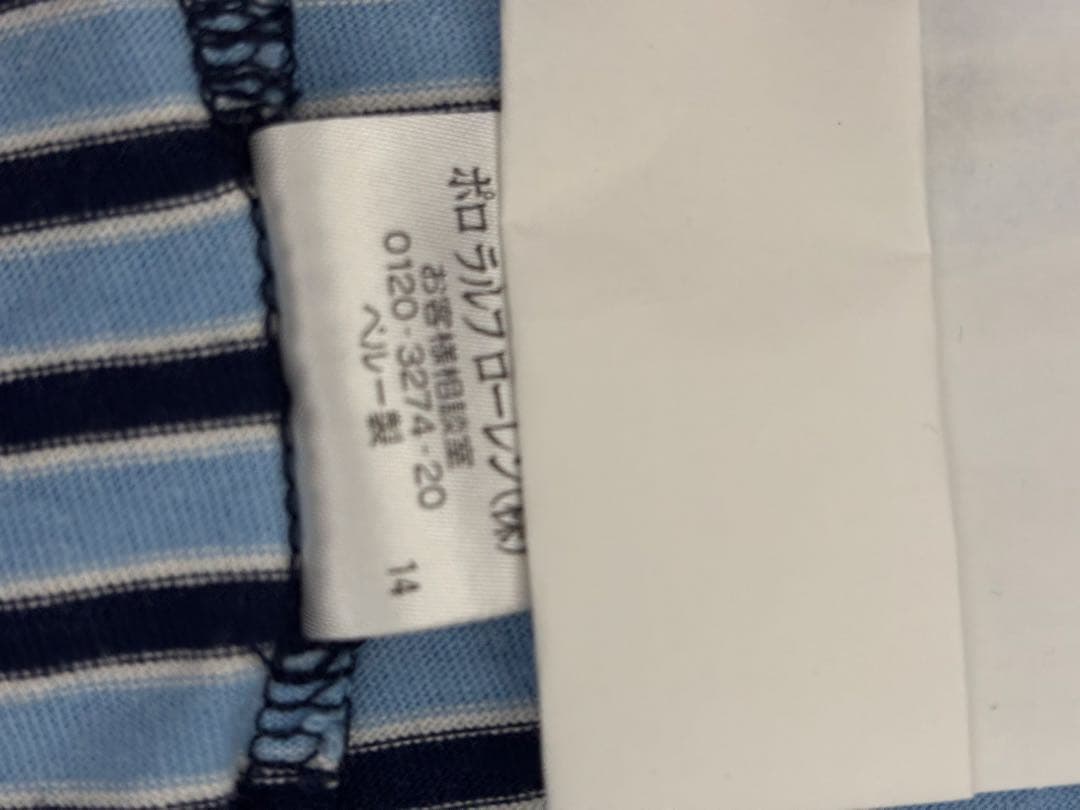 ポロ ラルフローレン(株)
お客様相談室
0120-3274-20
ペルー製 14